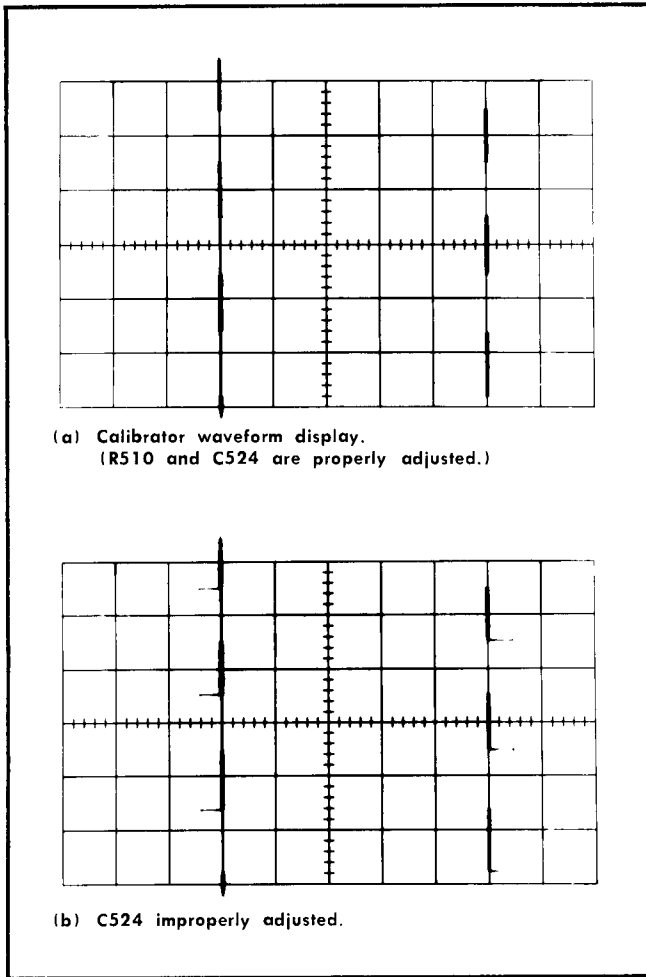 (a) Calibrator waveform display.
(R510 and C524 are properly adjusted.)
(b) C524 improperly adjusted.